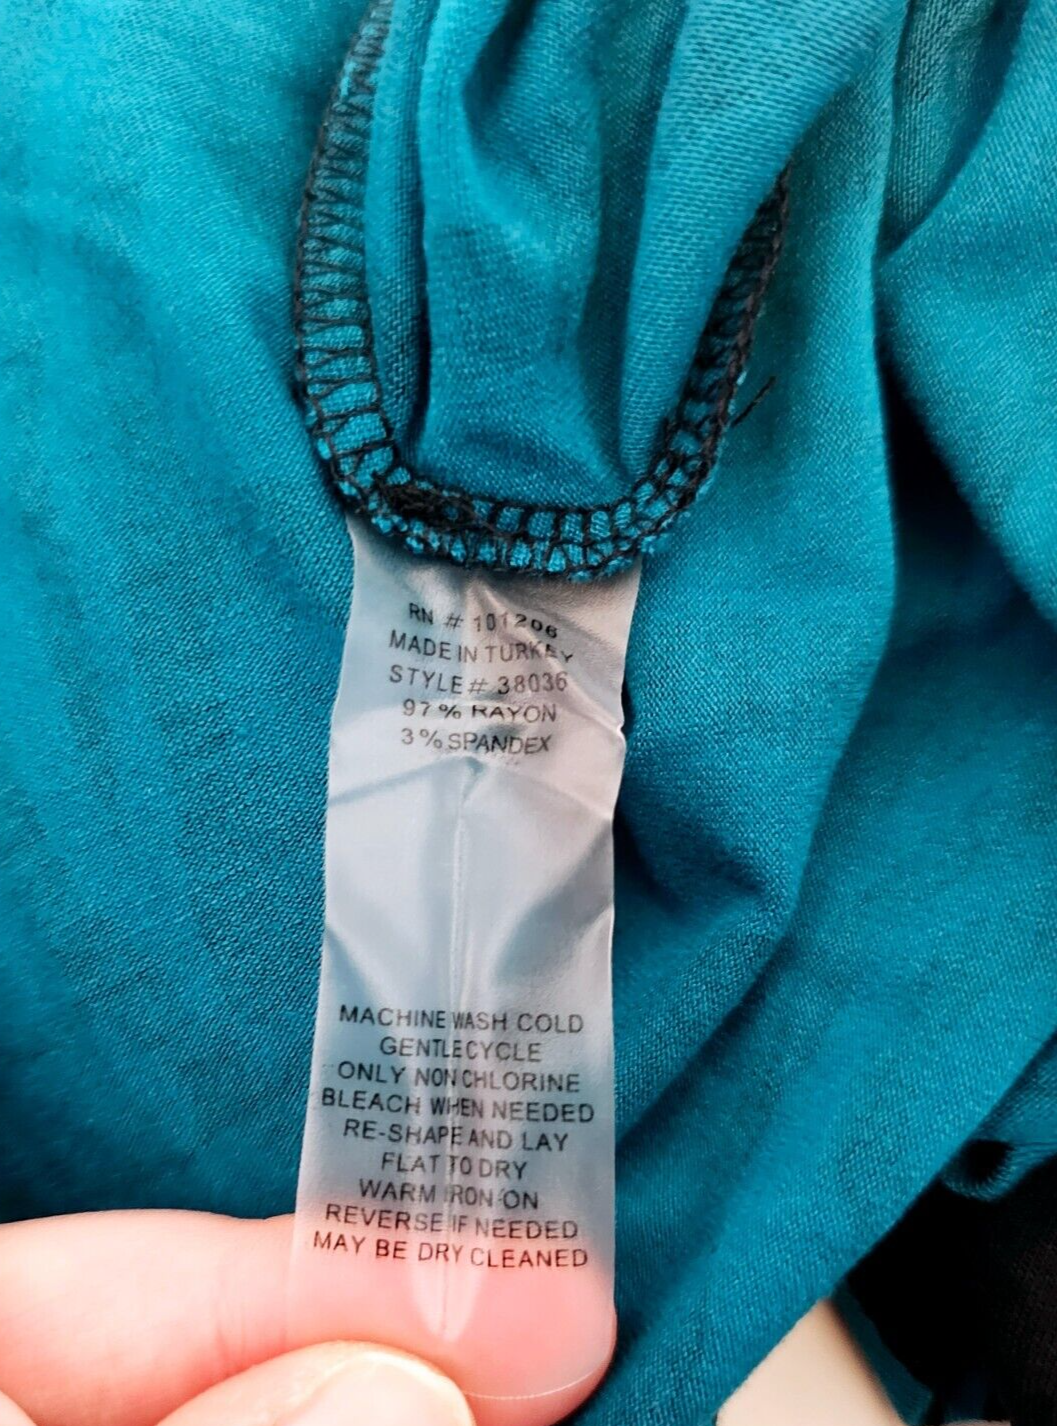 RN # 101206
MADE IN TURKEY
STYLE# 38036
97% RAYON
3% SPANDEX
MACHINE WASH COLD
GENTLE CYCLE
ONLY NON CHLORINE
BLEACH WHEN NEEDED
RE-SHAPE AND LAY
FLAT TO DRY
WARM IRON ON
REVERSE IF NEEDED
MAY BE DRY CLEANED